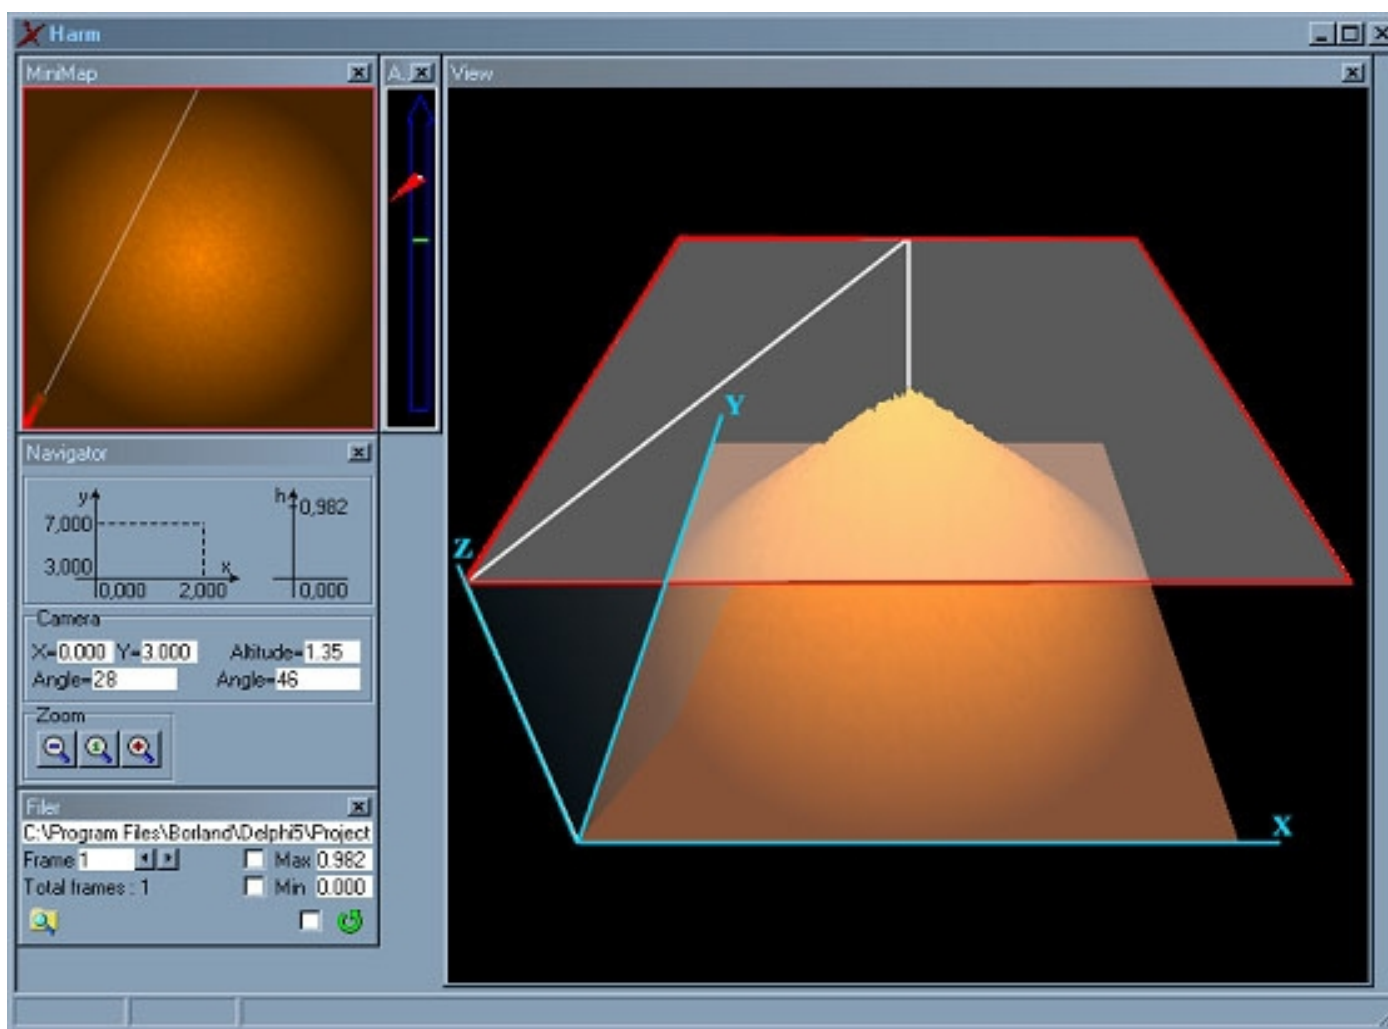 Harm
MiniMap
A.
View
Y
Z
X
Navigator
y
h
0,982
7,000
3,000
x
0,000 2,000
0,000
Camera
X=0.000 Y=3.000 Altitude=1.35
Angle=28 Angle=46
Zoom
Filer
C:\Program Files\Borland\Delphi5\Project
Frame 1 Max 0.982
Total frames : 1 Min 0.000